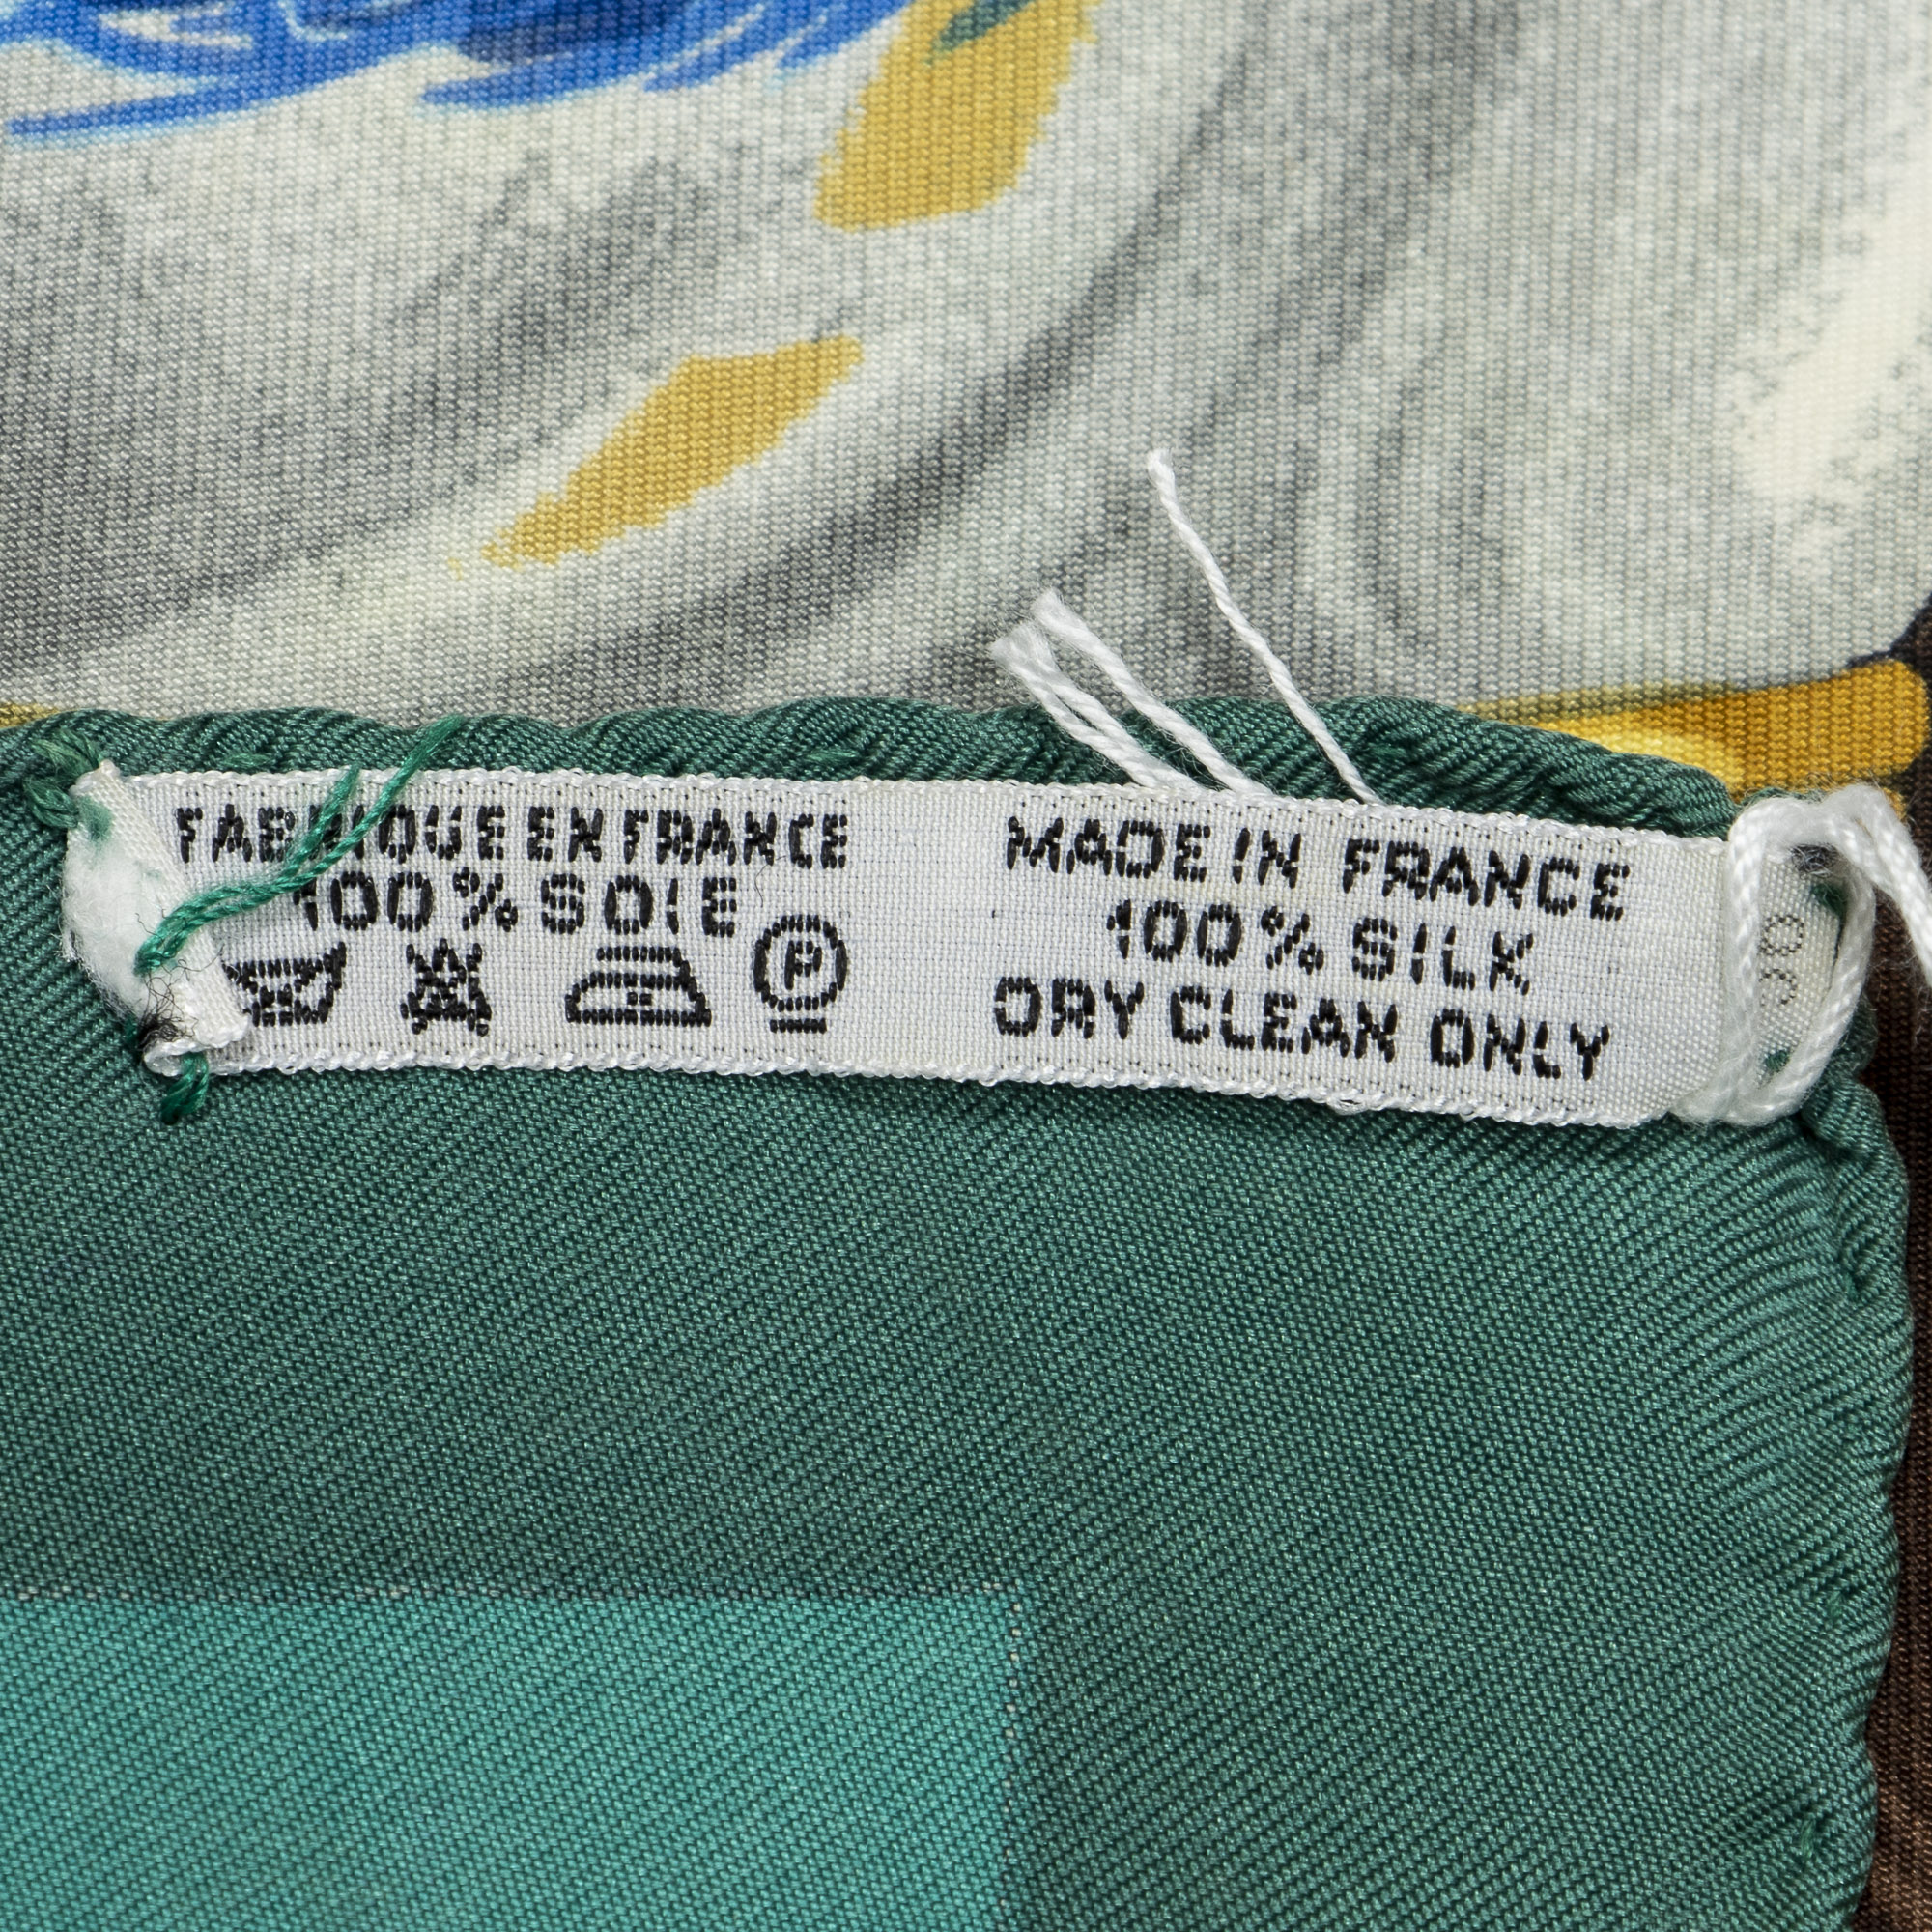 FABRIQUE EN FRANCE
100% SOIE
P
MADE IN FRANCE
100% SILK
DRY CLEAN ONLY